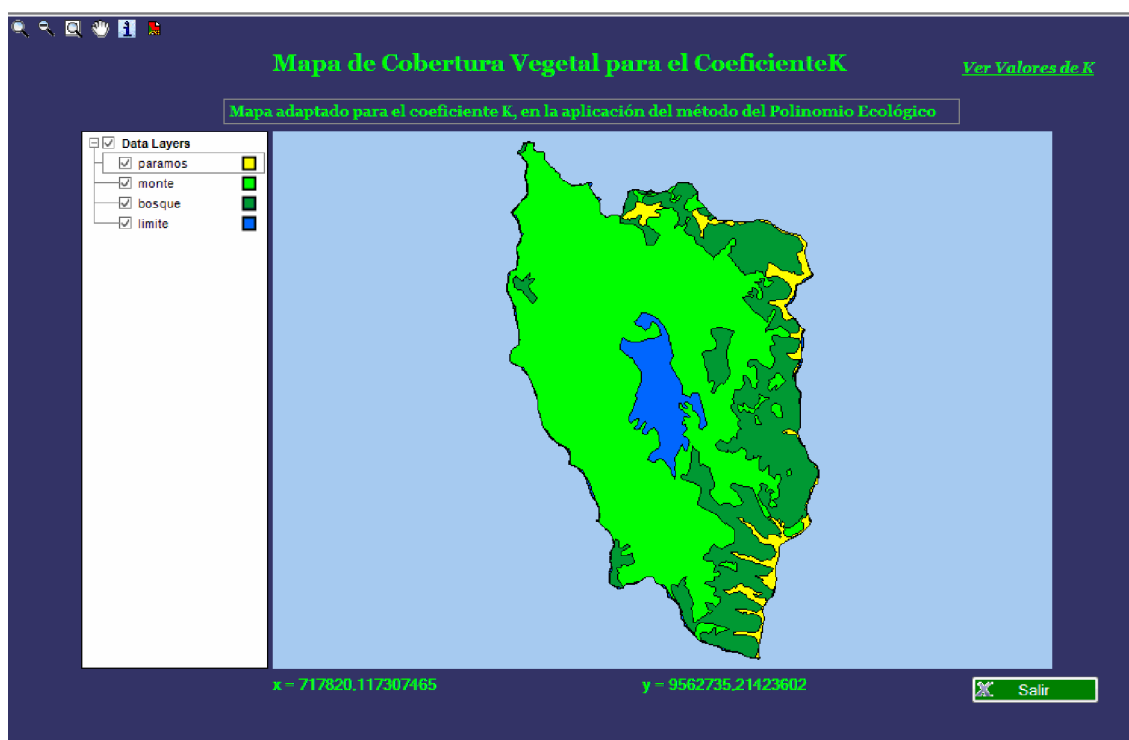 Mapa de Cobertura Vegetal para el CoeficienteK
Ver Valores de K
Mapa adaptado para el coeficiente K, en la aplicación del método del Polinomio Ecológico
Data Layers
paramos
monte
bosque
limite
x = 717820,117307465
y = 9562735,21423602
Salir